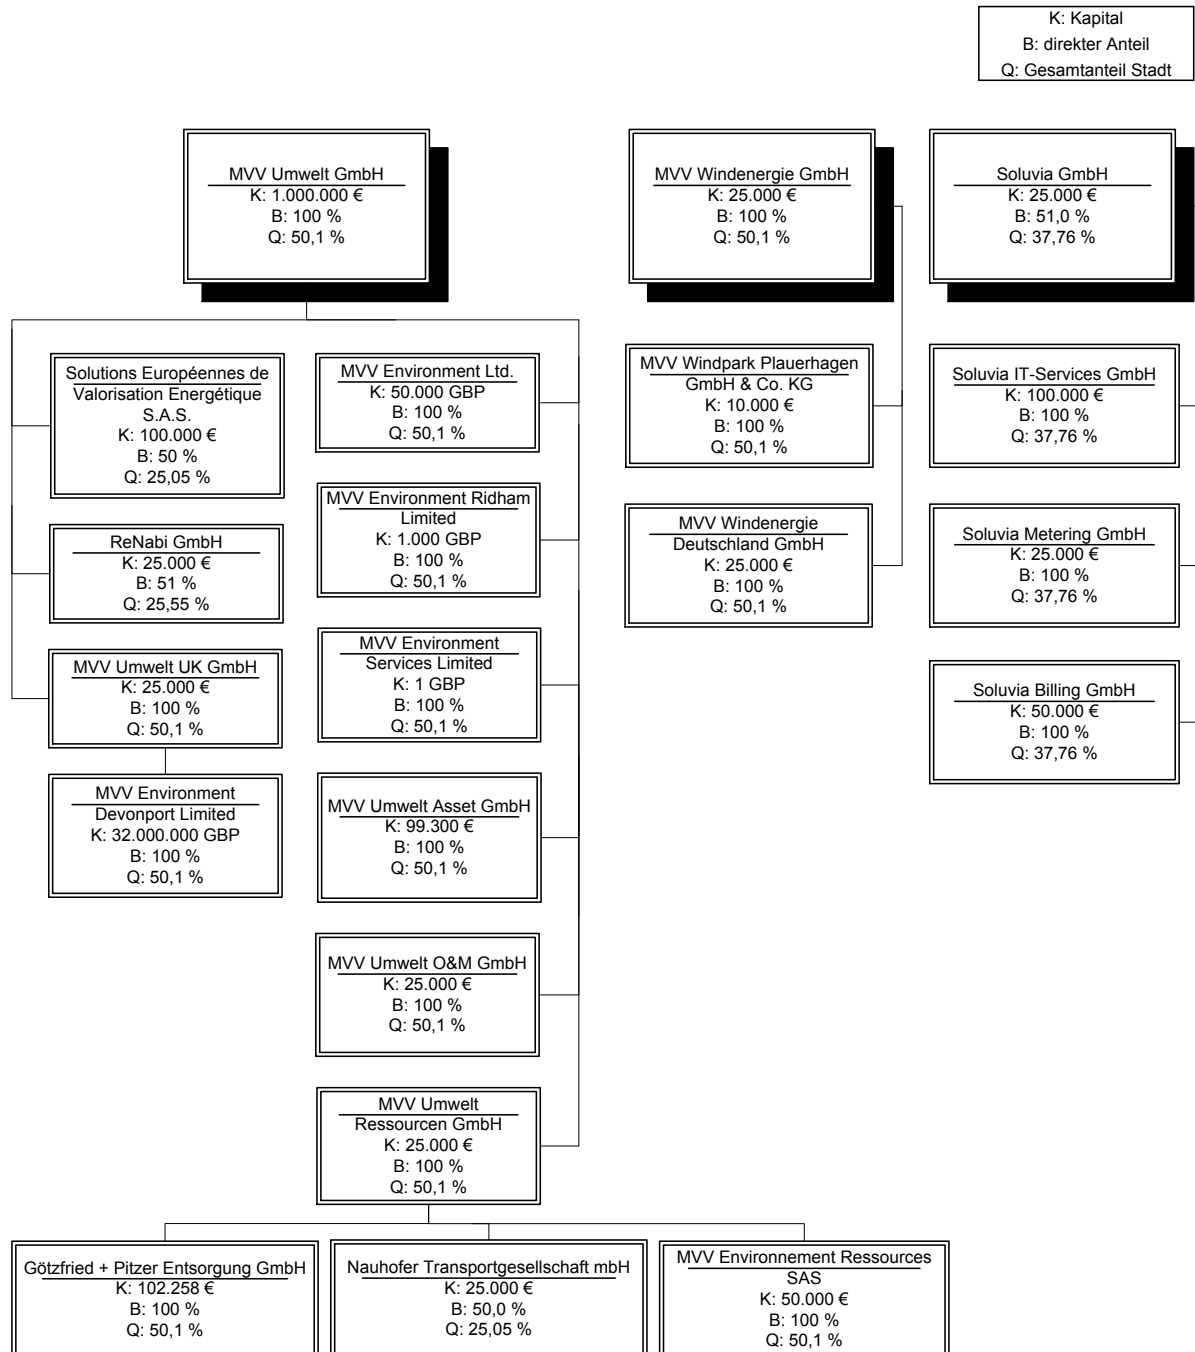 K: Kapital
B: direkter Anteil
Q: Gesamtanteil Stadt
MVV Umwelt GmbH
K: 1.000.000 €
B: 100 %
Q: 50,1 %
MVV Windenergie GmbH
K: 25.000 €
B: 100 %
Q: 50,1 %
Soluvia GmbH
K: 25.000 €
B: 51,0 %
Q: 37,76 %
Solutions Européennes de
Valorisation Energétique
S.A.S.
K: 100.000 €
B: 50 %
Q: 25,05 %
MVV Environment Ltd.
K: 50.000 GBP
B: 100 %
Q: 50,1 %
MVV Windpark Plauerhagen
GmbH & Co. KG
K: 10.000 €
B: 100 %
Q: 50,1 %
Soluvia IT-Services GmbH
K: 100.000 €
B: 100 %
Q: 37,76 %
MVV Environment Ridham
Limited
K: 1.000 GBP
B: 100 %
Q: 50,1 %
ReNabi GmbH
K: 25.000 €
B: 51 %
Q: 25,55 %
MVV Windenergie
Deutschland GmbH
K: 25.000 €
B: 100 %
Q: 50,1 %
Soluvia Metering GmbH
K: 25.000 €
B: 100 %
Q: 37,76 %
MVV Umwelt UK GmbH
K: 25.000 €
B: 100 %
Q: 50,1 %
MVV Environment
Services Limited
K: 1 GBP
B: 100 %
Q: 50,1 %
Soluvia Billing GmbH
K: 50.000 €
B: 100 %
Q: 37,76 %
MVV Environment
Devonport Limited
K: 32.000.000 GBP
B: 100 %
Q: 50,1 %
MVV Umwelt Asset GmbH
K: 99.300 €
B: 100 %
Q: 50,1 %
MVV Umwelt O&M GmbH
K: 25.000 €
B: 100 %
Q: 50,1 %
MVV Umwelt
Ressourcen GmbH
K: 25.000 €
B: 100 %
Q: 50,1 %
Götzfried + Pitzer Entsorgung GmbH
K: 102.258 €
B: 100 %
Q: 50,1 %
Nauhofer Transportgesellschaft mbH
K: 25.000 €
B: 50,0 %
Q: 25,05 %
MVV Environnement Ressources
SAS
K: 50.000 €
B: 100 %
Q: 50,1 %